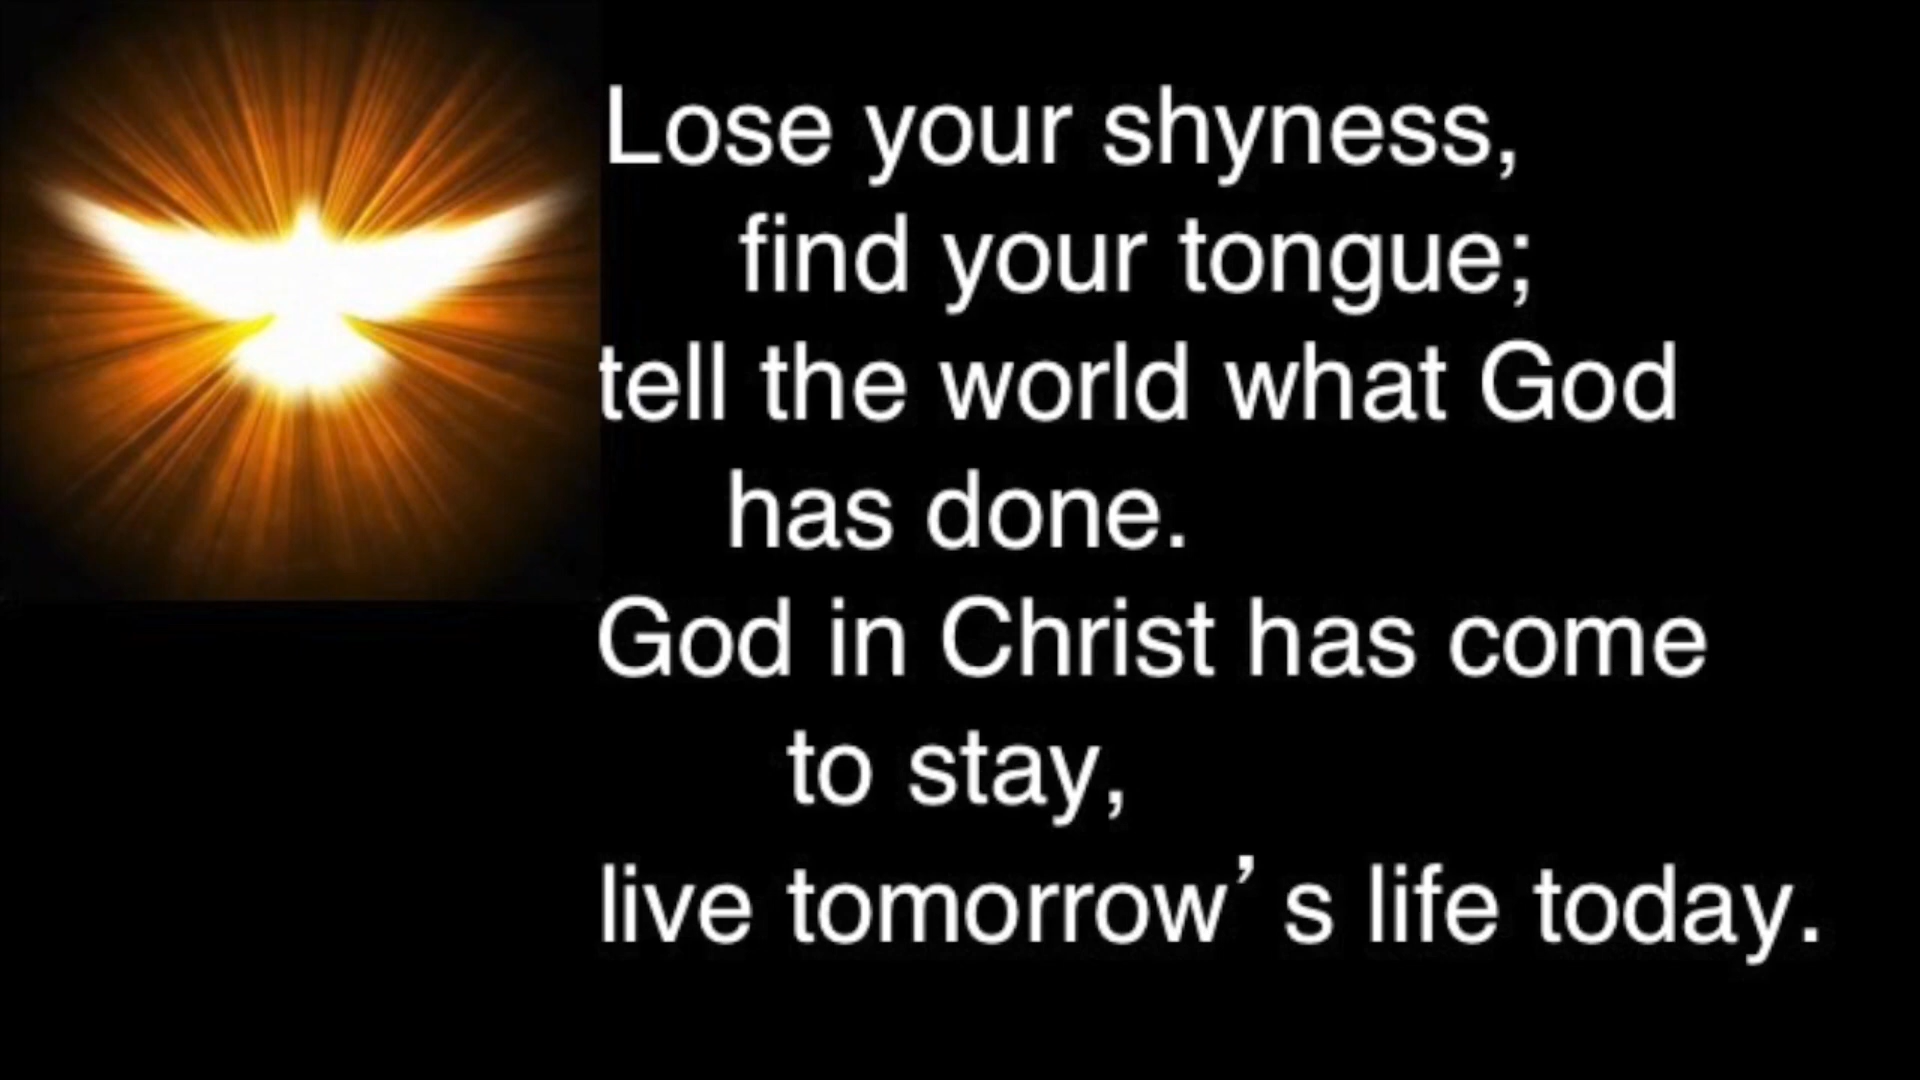 Lose your shyness,
find your tongue;
tell the world what God
has done.
God in Christ has come
to stay,
live tomorrow’ s life today.